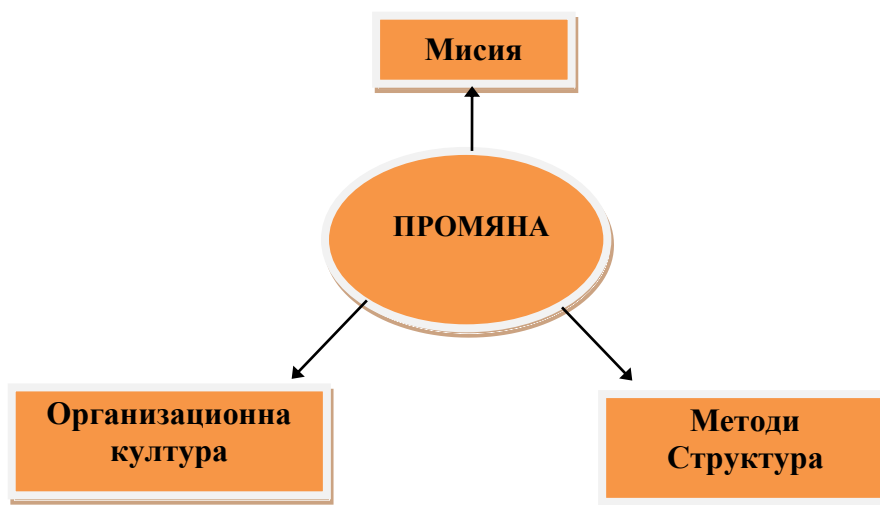 Мисия
ПРОМЯНА
Организационна
култура
Методи
Структура